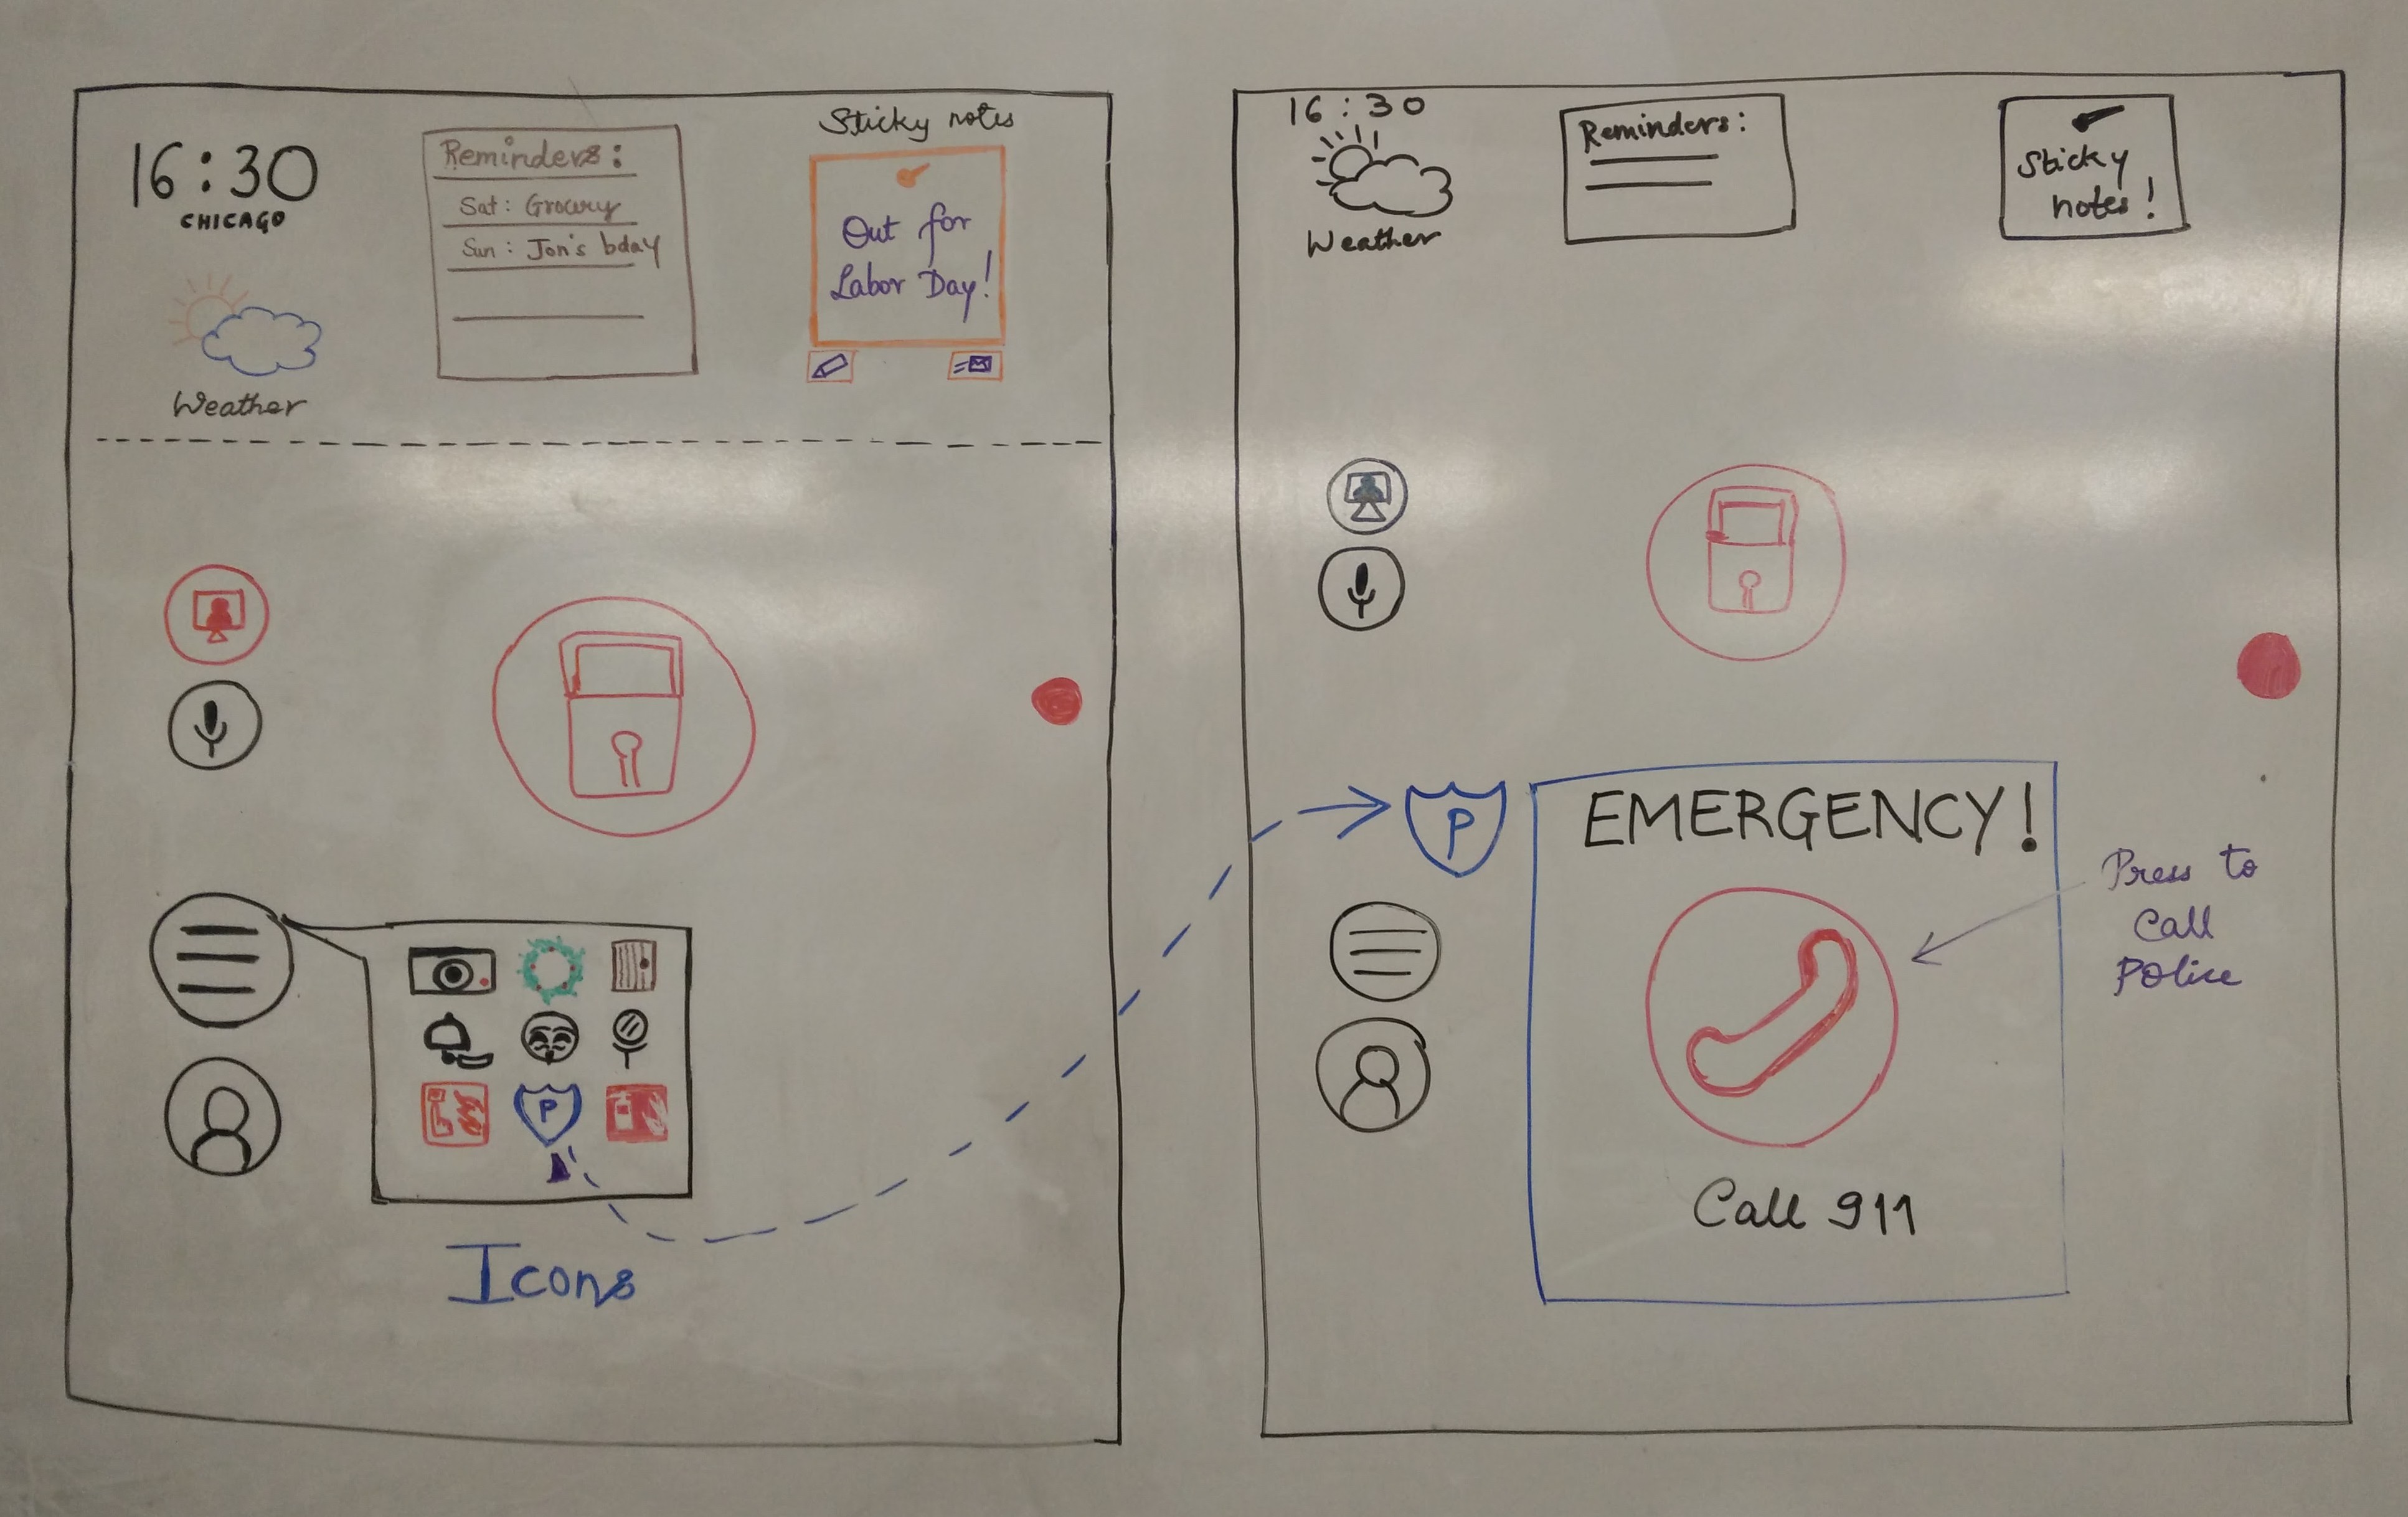 16:30
CHICAGO
Weather
Reminders:
Sat: Grocery
Sun: Jon's bday
Sticky notes
Out for
Labor Day!
P
Icons
16:30
Weather
Reminders:
Sticky
notes!
P
EMERGENCY!
Call 911
Press to
Call
Police